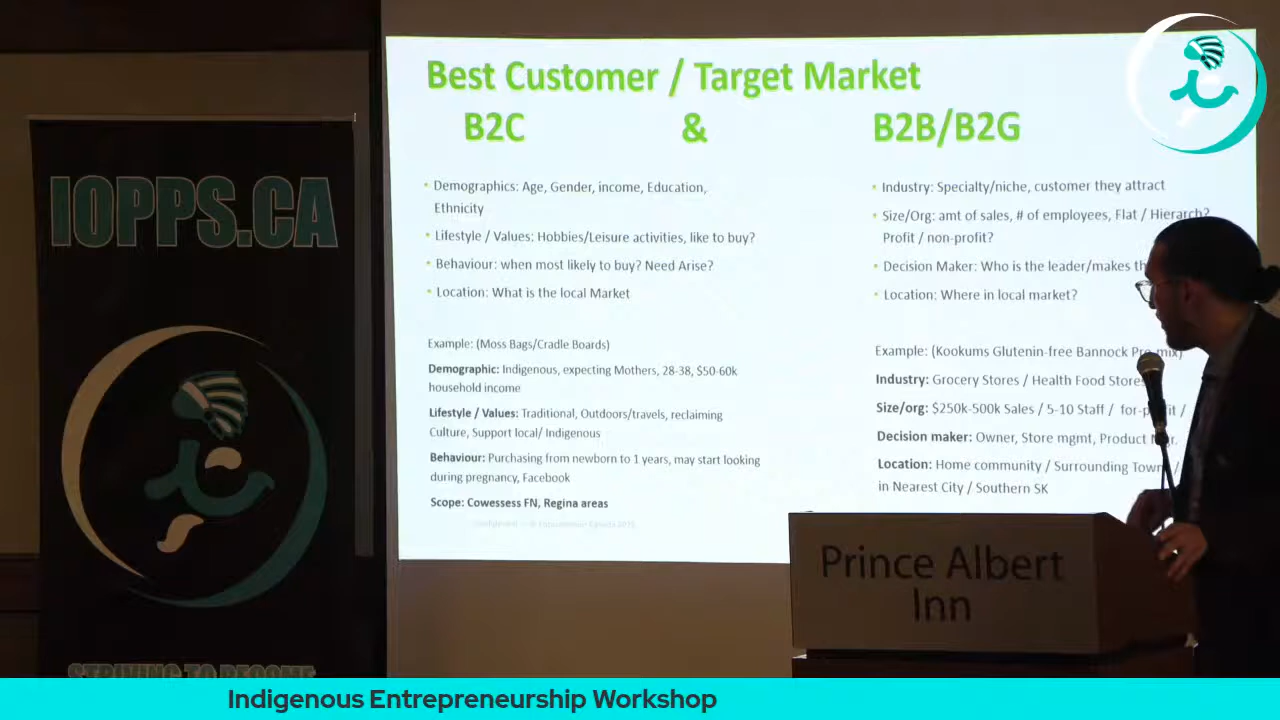 Best Customer / Target Market
B2C & B2B/B2G
• Demographics: Age, Gender, income, Education,
Ethnicity
• Lifestyle / Values: Hobbies/Leisure activities, like to buy?
• Behaviour: when most likely to buy? Need Arise?
• Location: What is the local Market
Example: (Moss Bags/Cradle Boards)
Demographic: Indigenous, expecting Mothers, 28-38, $50-60k
household income
Lifestyle / Values: Traditional, Outdoors/travels, reclaiming
Culture, Support local/ Indigenous
Behaviour: Purchasing from newborn to 1 years, may start looking
during pregnancy, Facebook
Scope: Cowessess FN, Regina areas
• Industry: Specialty/niche, customer they attract
• Size/Org: amt of sales, # of employees, Flat / Hierarch?
Profit / non-profit?
• Decision Maker: Who is the leader/makes
• Location: Where in local market?
Example: (Kookums Glutenin-free Bannock Pre-mix)
Industry: Grocery Stores / Health Food Stores
Size/org: $250k-500k Sales / 5-10 Staff / for-profit /
Decision maker: Owner, Store mgmt, Product
Location: Home community / Surrounding Town /
in Nearest City / Southern SK
IOPPS.CA
STRIVING TO BECOME
Prince Albert
Inn
Indigenous Entrepreneurship Workshop